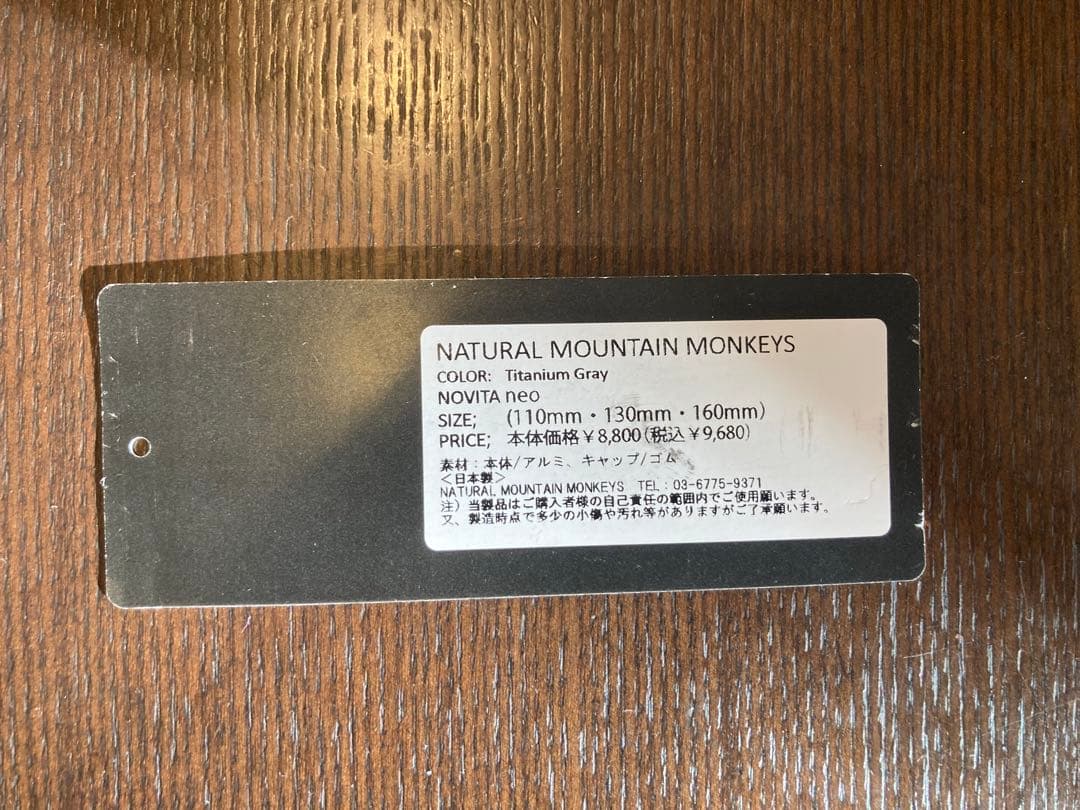 NATURAL MOUNTAIN MONKEYS
COLOR: Titanium Gray
NOVITA neo
SIZE; (110mm・130mm・160mm)
PRICE; 本体価格￥8,800(税込￥9,680)
素材：本体/アルミ、キャップ/ゴム
＜日本製＞
NATURAL MOUNTAIN MONKEYS TEL：03-6775-9371
注）当製品はご購入者様の自己責任の範囲内でご使用願います。
又、製造時点で多少の小傷や汚れ等がありますがご了承願います。